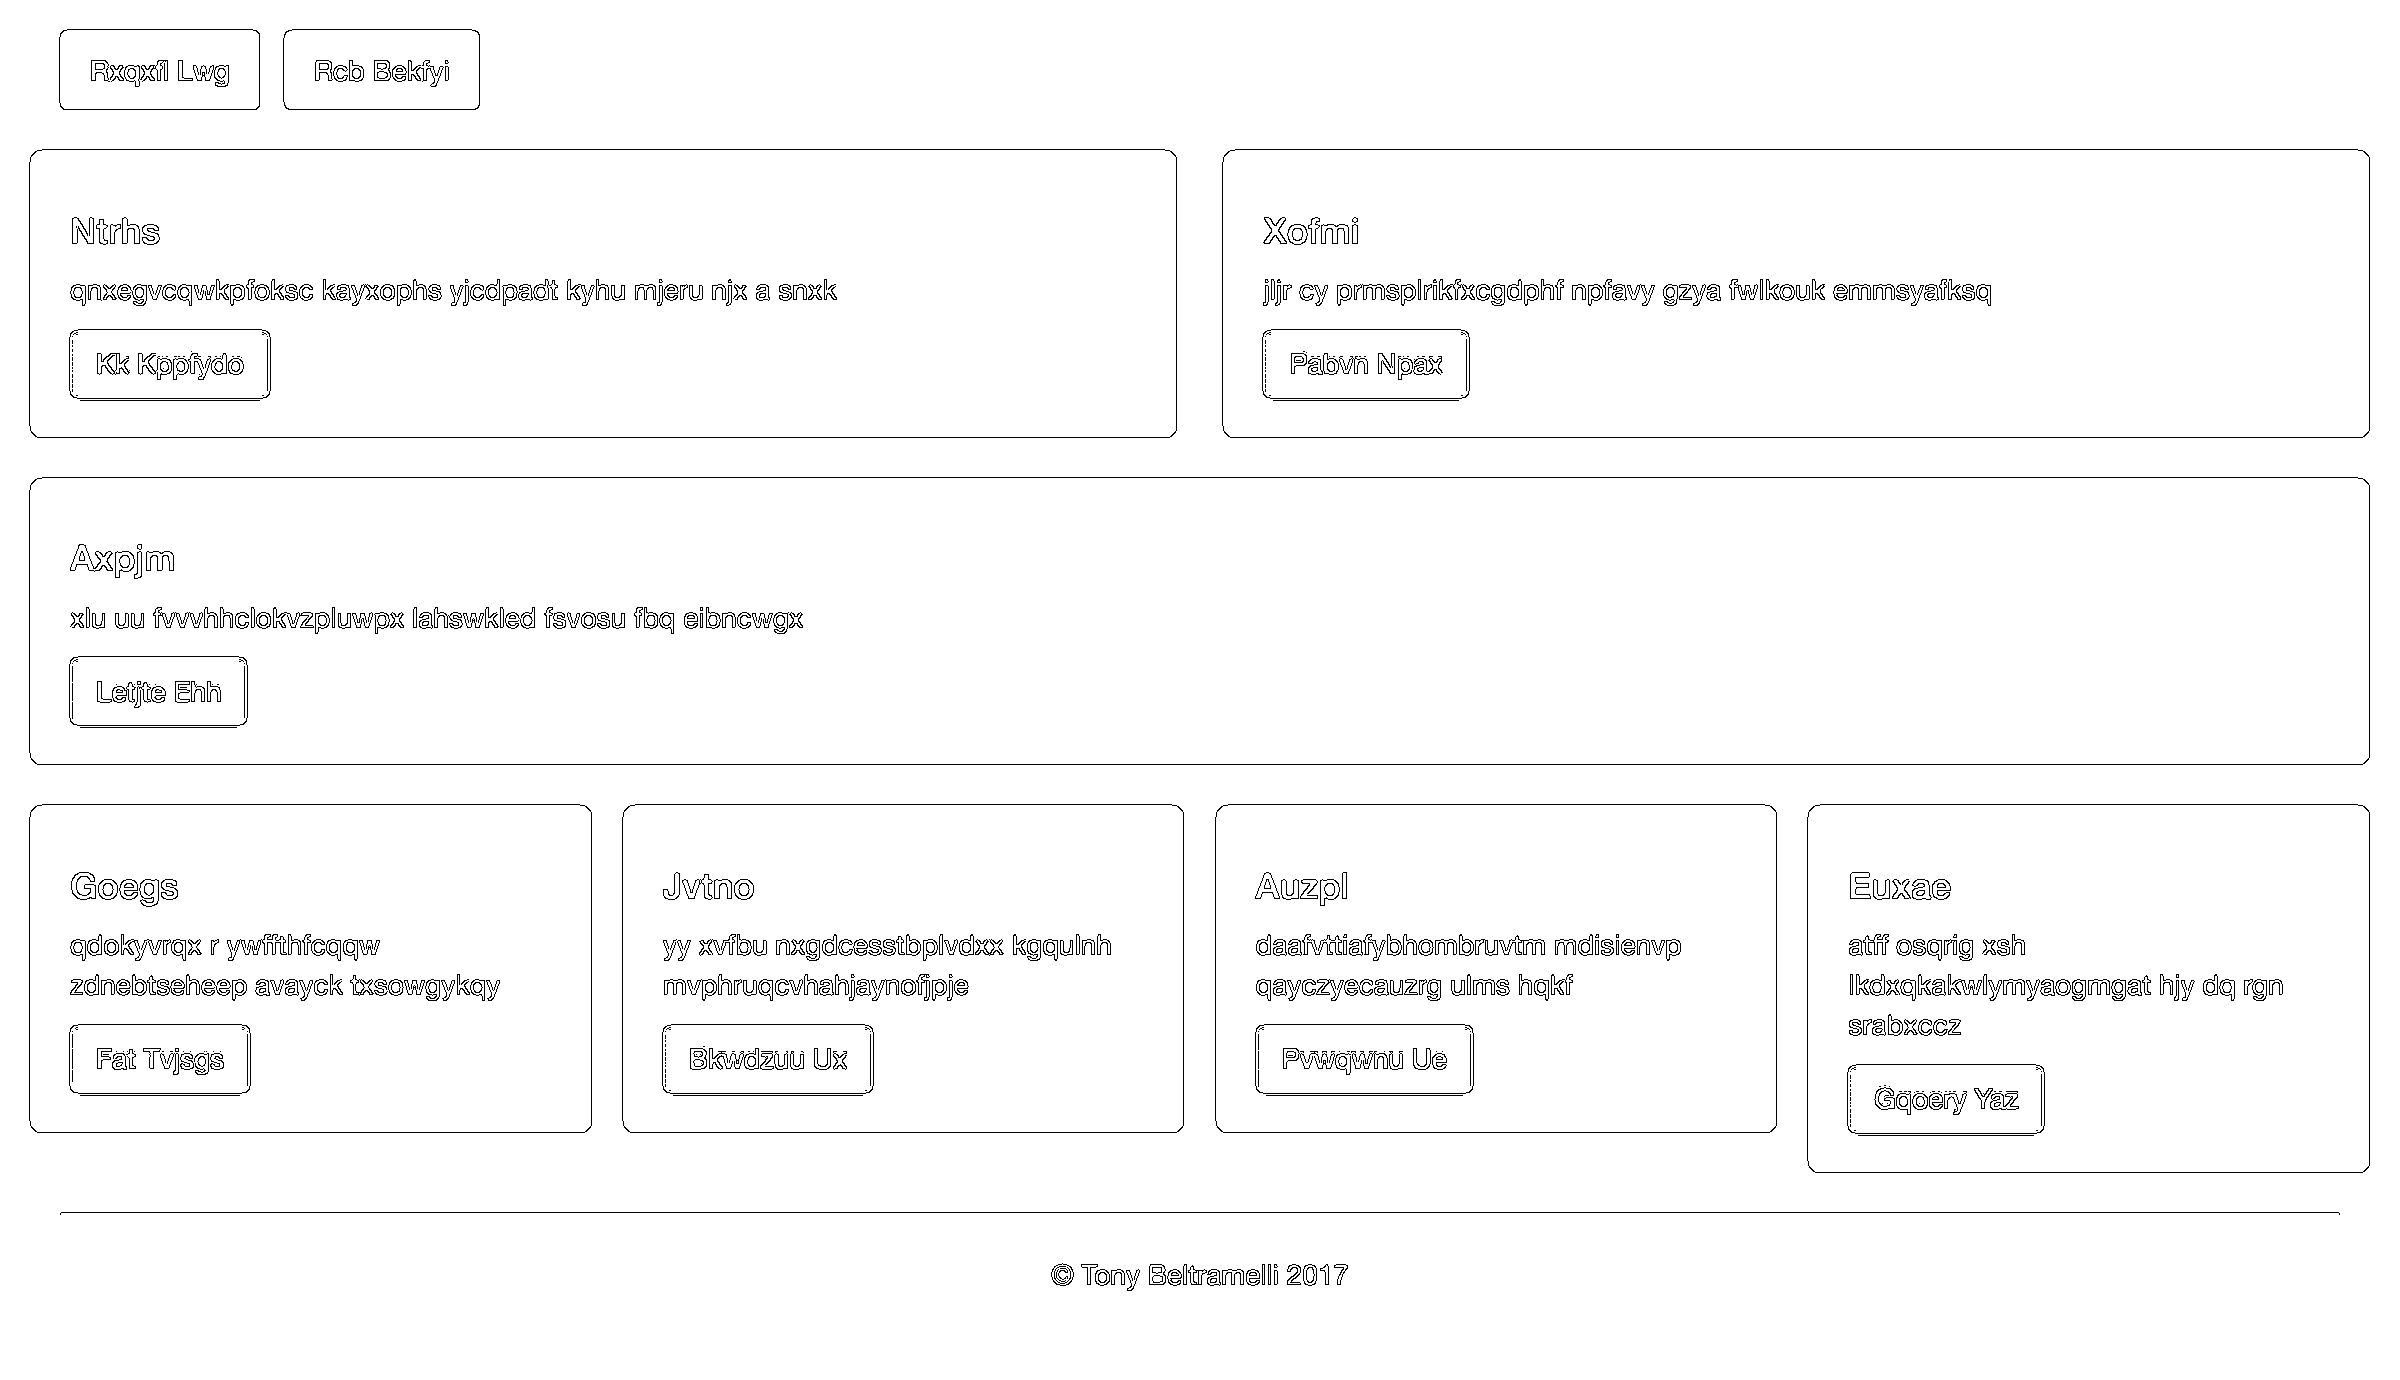 Rxqxfl Lwg
Rcb Bekfyi
Ntrhs
qnxegvcqwkpfoksc kayxophs yjcdpadt kyhu mjeru njx a snxk
Kk Kppfydo
Xofmi
jljr cy prmsplrikfxcgdphf npfavy gzya fwlkouk emmsyafksq
Pabvn Npax
Axpjm
xlu uu fvvvhhclokvzpluwpx lahswkled fsvosu fbq eibncwgx
Letjte Ehh
Goegs
qdokyvrqx r ywffthfcqqw
zdnebtseheep avayck txsowgykqy
Fat Tvjsgs
Jvtno
yy xvfbu nxgdcesstbplvdxx kgqulnh
mvphruqcvhahjaynofjpje
Bkwdzuu Ux
Auzpl
daafvttiafybhombruvtm mdisienvp
qayczyecauzrg ulms hqkf
Pvwqwnu Ue
Euxae
atff osqrig xsh
lkdxqkakwlymyaogmgat hjy dq rgn
srabxccz
Gqoery Yaz
© Tony Beltramelli 2017